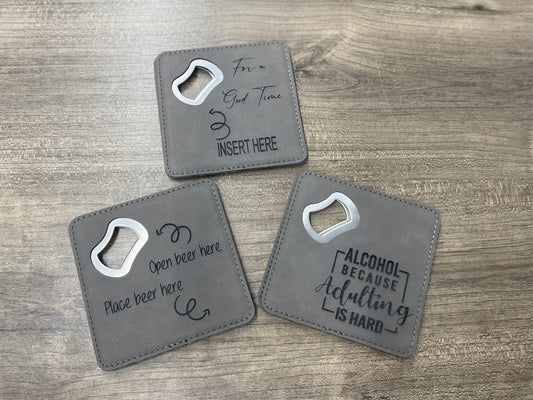 For a
Good Time
INSERT HERE
Open beer here
Place beer here
ALCOHOL
BECAUSE
Adulting
IS HARD